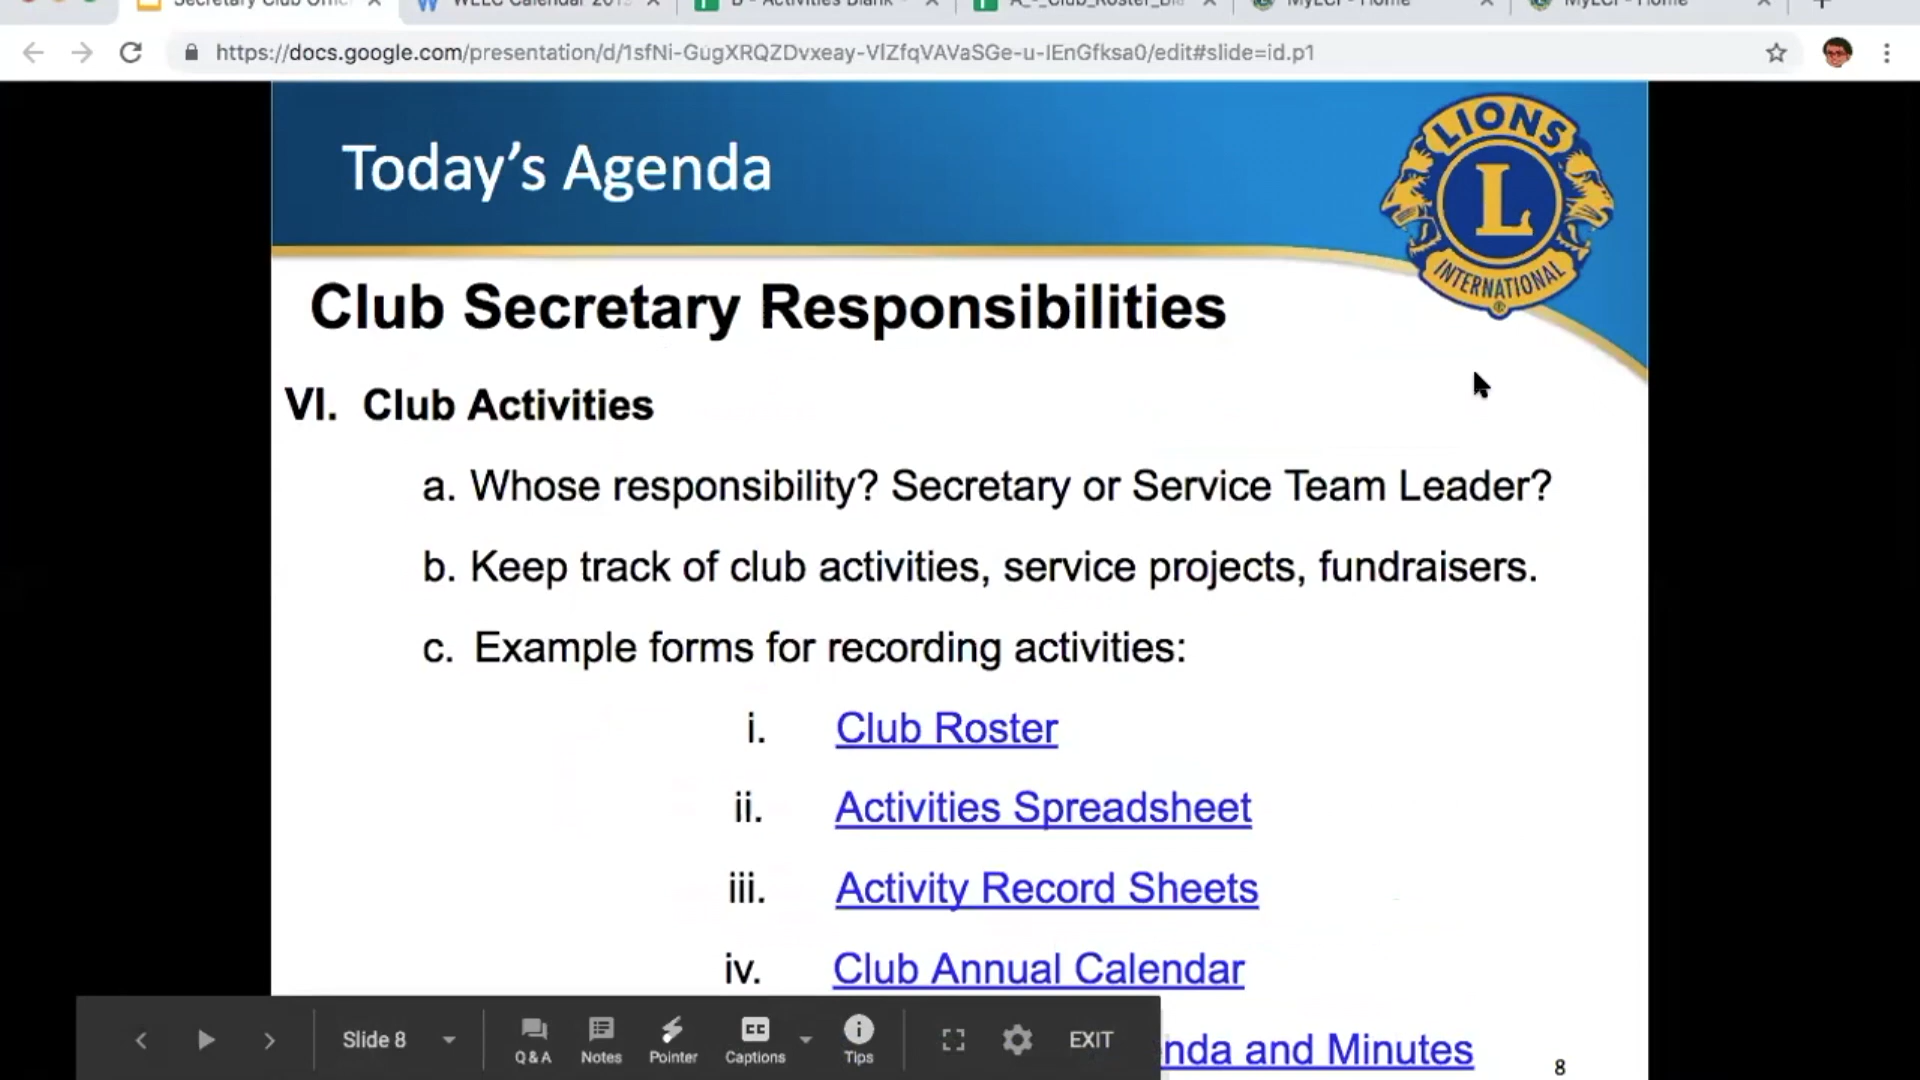 https://docs.google.com/presentation/d/1sfNi-GugXRQZDvxeay-VlZfqVAVaSGe-u-IEnGfksa0/edit#slide=id.p1
Today's Agenda
LIONS
L
INTERNATIONAL
®
Club Secretary Responsibilities
VI. Club Activities
a. Whose responsibility? Secretary or Service Team Leader?
b. Keep track of club activities, service projects, fundraisers.
c. Example forms for recording activities:
i. Club Roster
ii. Activities Spreadsheet
iii. Activity Record Sheets
iv. Club Annual Calendar
nda and Minutes
8
Slide 8
Q&A
Notes
Pointer
CC
Captions
Tips
EXIT